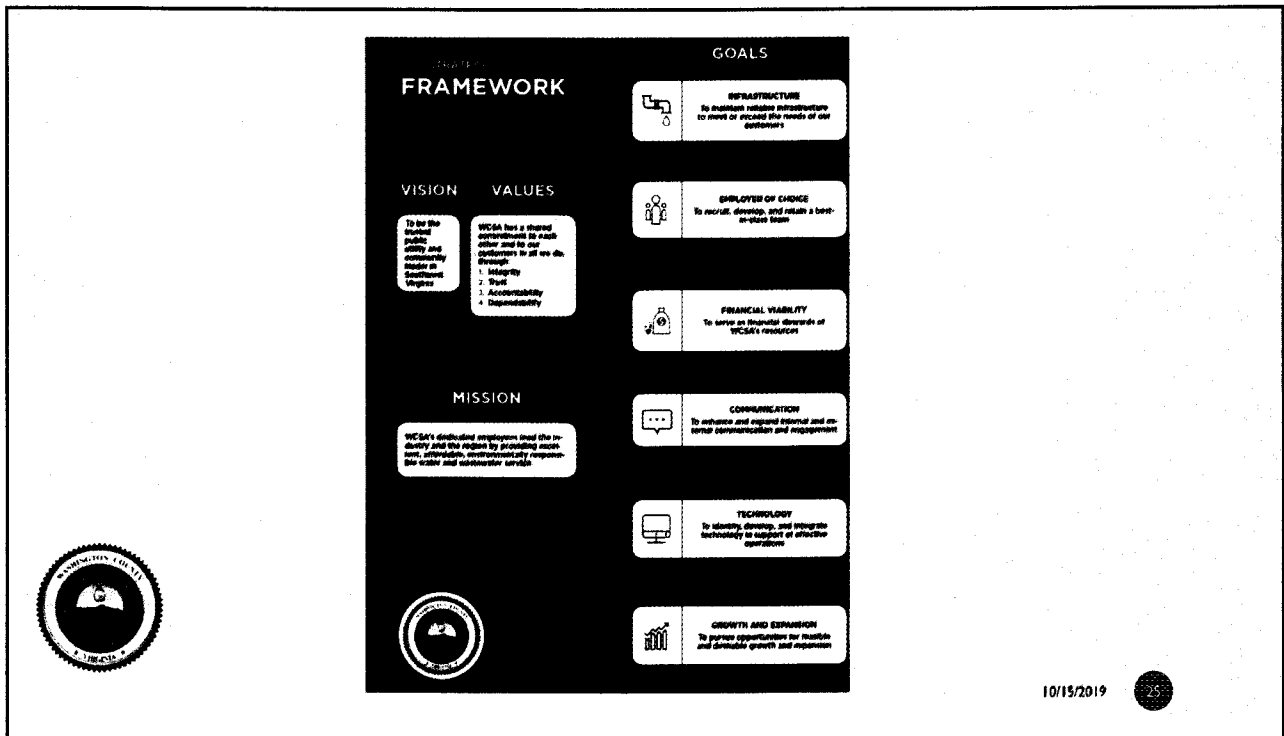 STRATEGIC
FRAMEWORK
VISION
To be the
trusted
public
utility and
community
leader in
Southwest
Virginia
VALUES
WCSA has a shared
commitment to each
other and to our
customers in all we do,
through
1. Integrity
2. Trust
3. Accountability
4. Dependability
MISSION
WCSA's dedicated employees lead the in-
dustry and the region by providing excel-
lent, affordable, environmentally responsi-
ble water and wastewater service
GOALS
INFRASTRUCTURE
To maintain reliable infrastructure
to meet or exceed the needs of our
customers
EMPLOYER OF CHOICE
To recruit, develop, and retain a best-
in-class team
FINANCIAL VIABILITY
To serve as financial stewards of
WCSA's resources
COMMUNICATION
To enhance and expand internal and ex-
ternal communication and engagement
TECHNOLOGY
To identify, develop, and integrate
technology in support of effective
operations
GROWTH AND EXPANSION
To pursue opportunities for feasible
and desirable growth and expansion
WASHINGTON COUNTY
VIRGINIA
10/15/2019
25